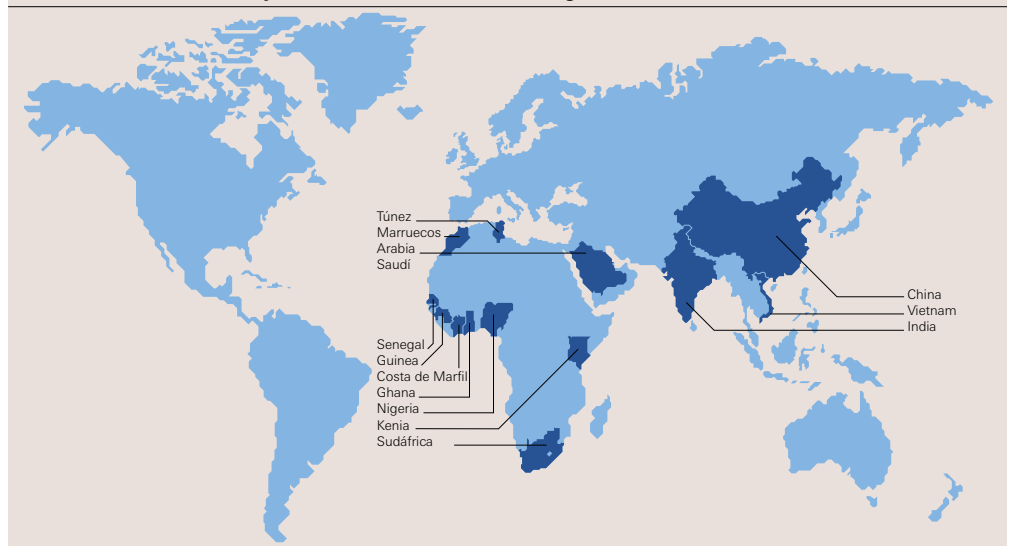 Túnez
Marruecos
Arabia
Saudí
Senegal
Guinea
Costa de Marfil
Ghana
Nigeria
Kenia
Sudáfrica
China
Vietnam
India